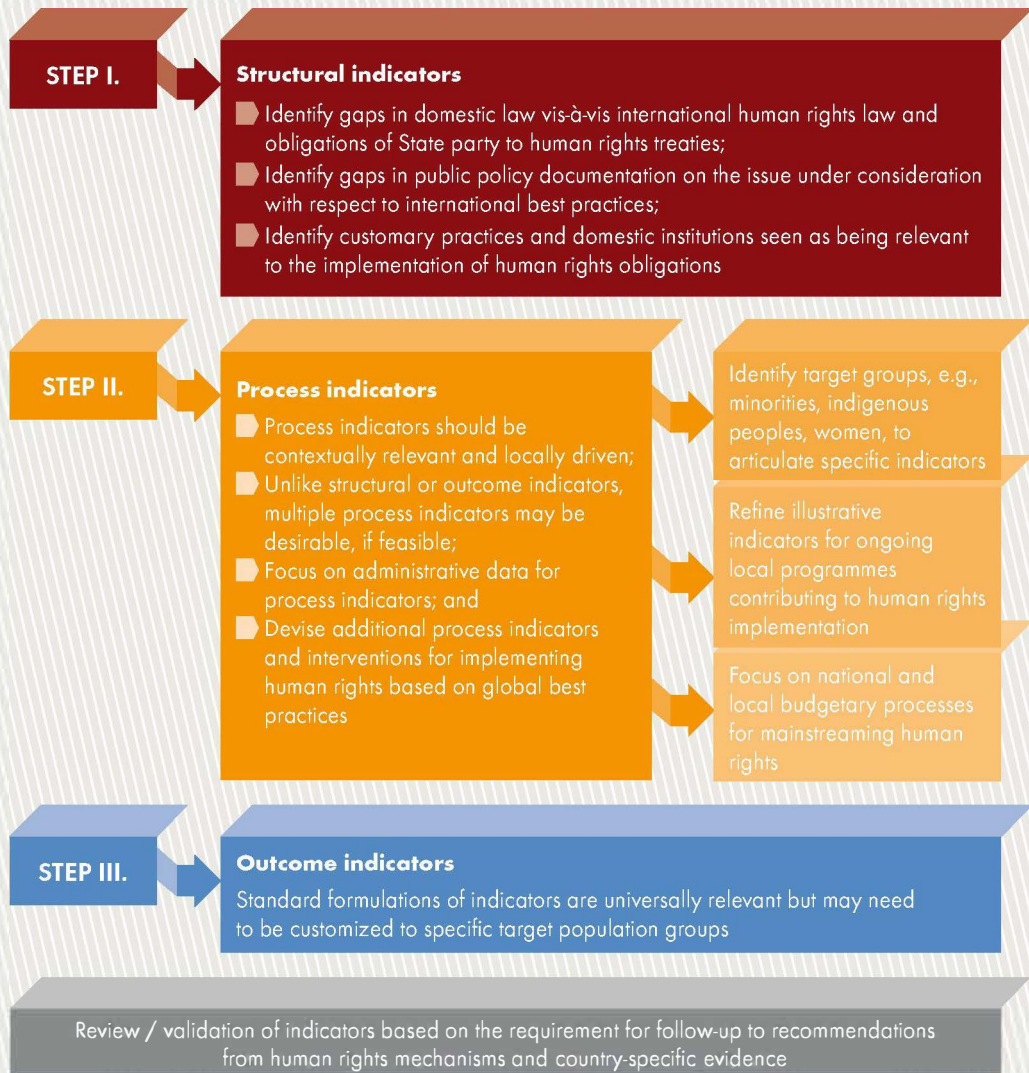 STEP I.
Structural indicators
Identify gaps in domestic law vis-à-vis international human rights law and
obligations of State party to human rights treaties;
Identify gaps in public policy documentation on the issue under consideration
with respect to international best practices;
Identify customary practices and domestic institutions seen as being relevant
to the implementation of human rights obligations
STEP II.
Process indicators
Process indicators should be
contextually relevant and locally driven;
Unlike structural or outcome indicators,
multiple process indicators may be
desirable, if feasible;
Focus on administrative data for
process indicators; and
Devise additional process indicators
and interventions for implementing
human rights based on global best
practices
Identify target groups, e.g.,
minorities, indigenous
peoples, women, to
articulate specific indicators
Refine illustrative
indicators for ongoing
local programmes
contributing to human rights
implementation
Focus on national and
local budgetary processes
for mainstreaming human
rights
STEP III.
Outcome indicators
Standard formulations of indicators are universally relevant but may need
to be customized to specific target population groups
Review / validation of indicators based on the requirement for follow-up to recommendations
from human rights mechanisms and country-specific evidence